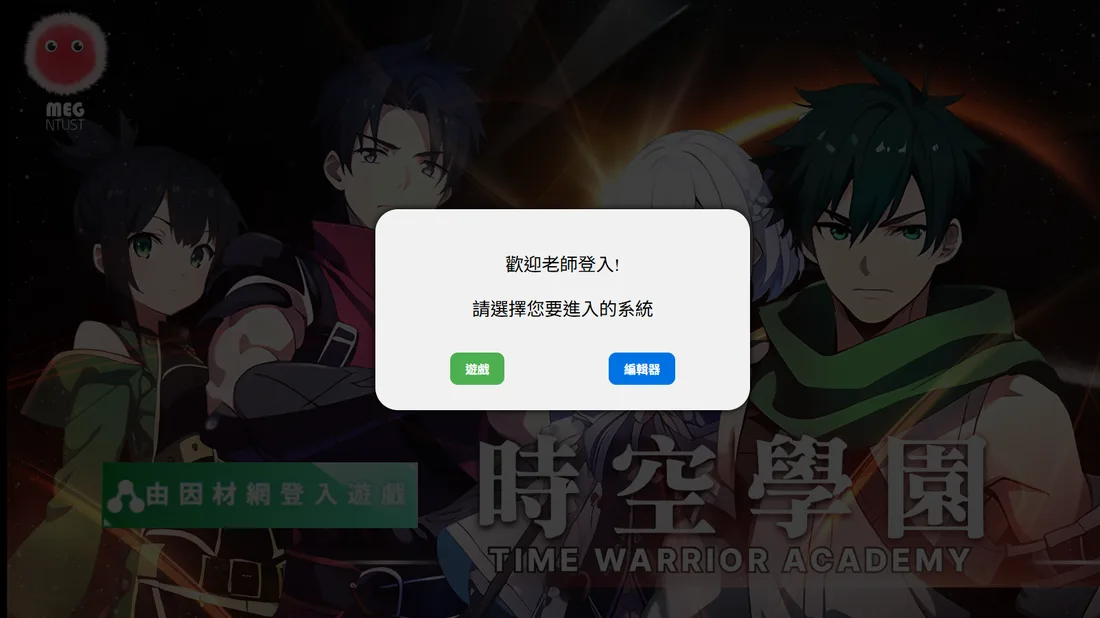 MEG
NTUST
歡迎老師登入!
請選擇您要進入的系統
遊戲
編輯器
由因材網登入遊戲
時空學園
TIME WARRIOR ACADEMY